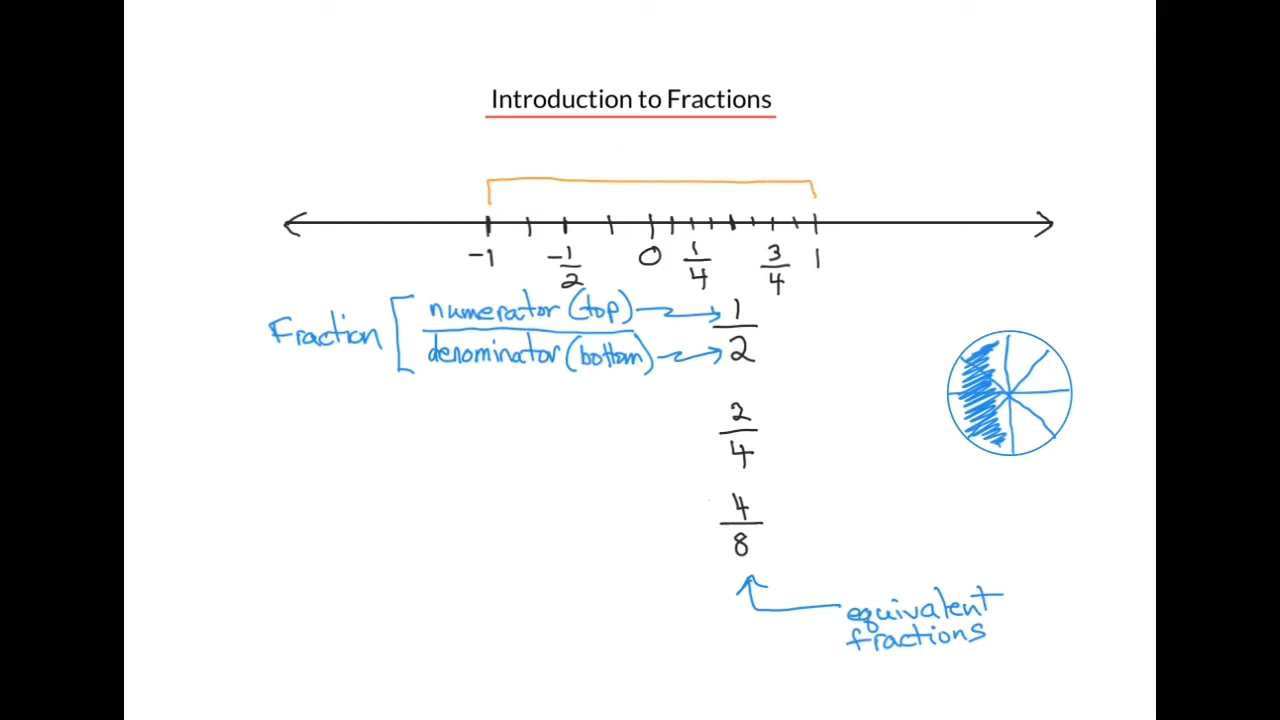 Introduction to Fractions
-1 -1/2 0 1/4 3/4 1
Fraction [ numerator (top) → 1
denominator (bottom) → 2
2
4
4
8
equivalent
fractions